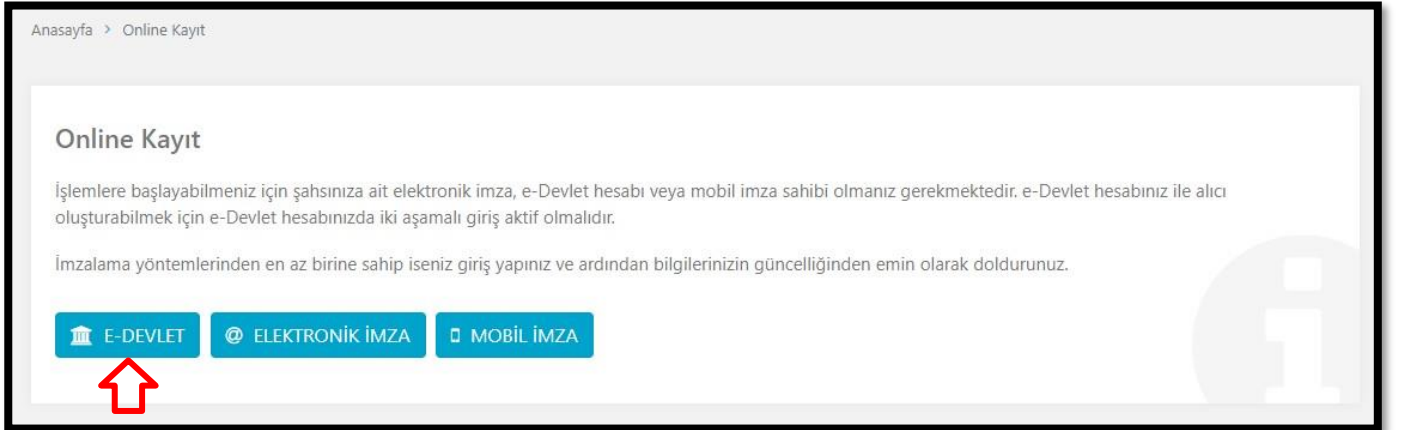 Anasayfa > Online Kayıt
Online Kayıt
İşlemlere başlayabilmeniz için şahsınıza ait elektronik imza, e-Devlet hesabı veya mobil imza sahibi olmanız gerekmektedir. e-Devlet hesabınız ile alıcı
oluşturabilmek için e-Devlet hesabınızda iki aşamalı giriş aktif olmalıdır.
İmzalama yöntemlerinden en az birine sahip iseniz giriş yapınız ve ardından bilgilerinizin güncelliğinden emin olarak doldurunuz.
E-DEVLET @ ELEKTRONİK İMZA MOBİL İMZA